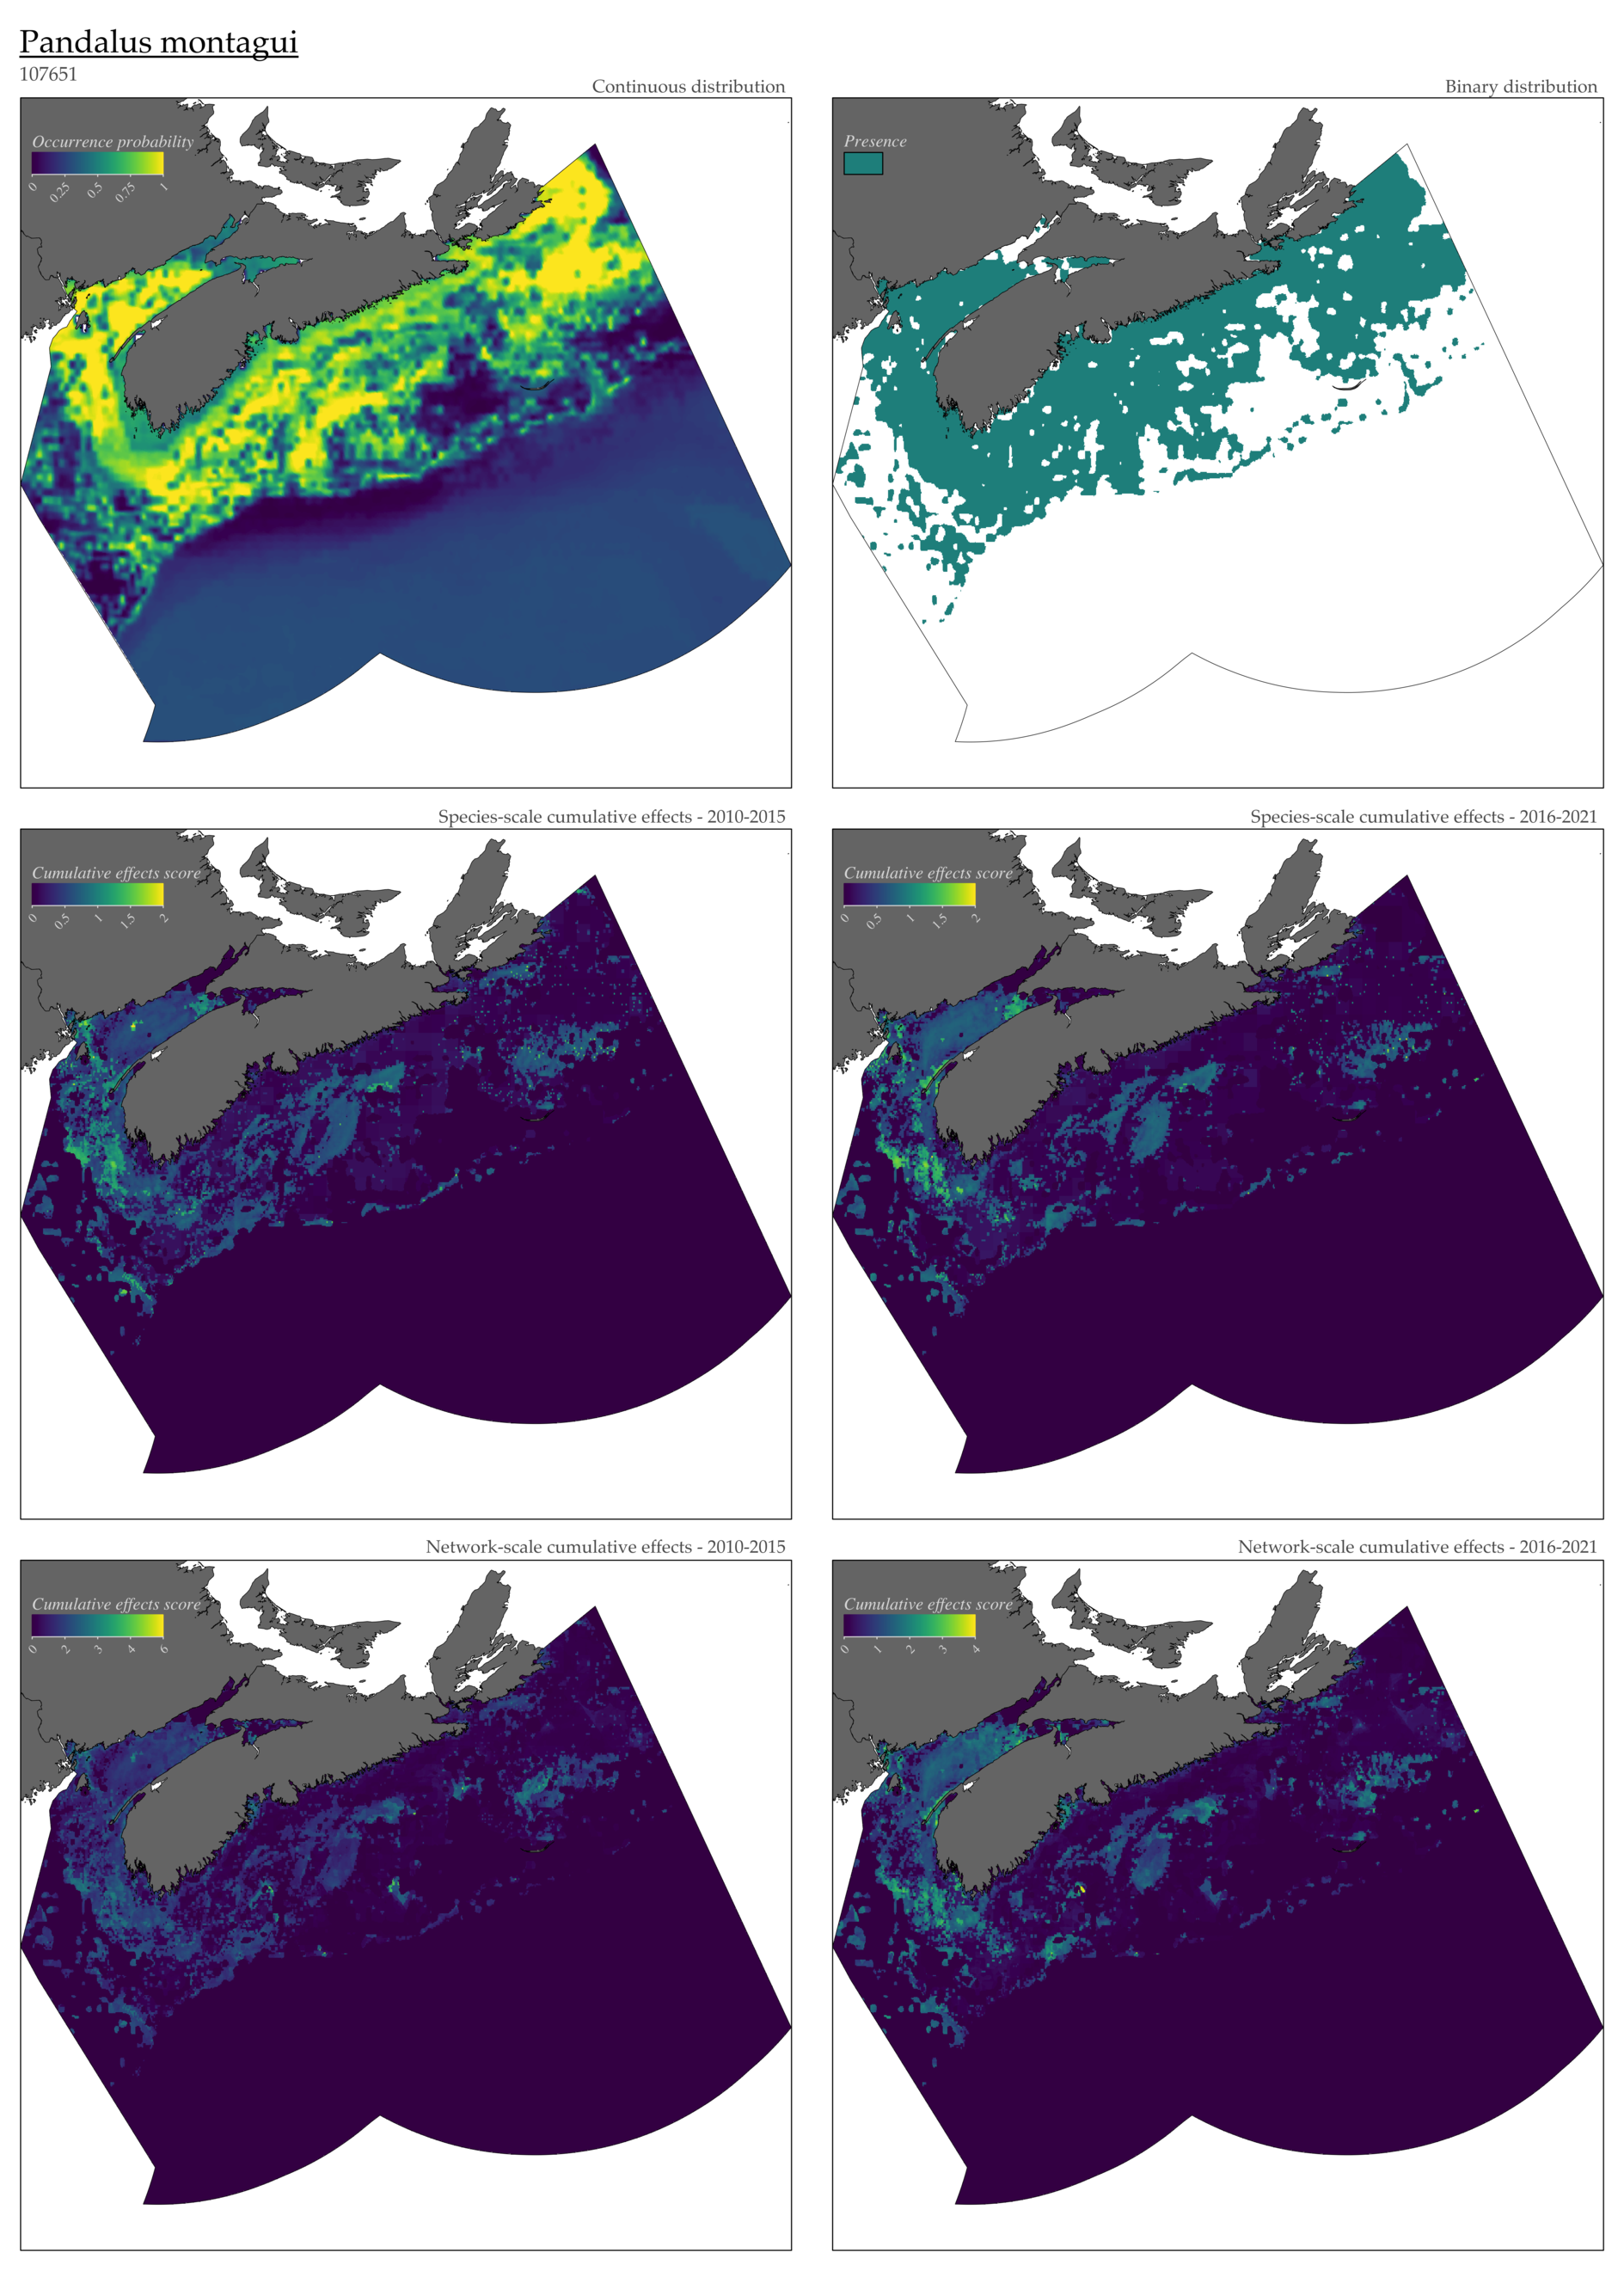 Pandalus montagui
107651
Continuous distribution
Binary distribution
Occurrence probability
0 0.25 0.5 0.75 1
Presence
Species-scale cumulative effects - 2010-2015
Species-scale cumulative effects - 2016-2021
Cumulative effects score
0 0.5 1 1.5 2
Cumulative effects score
0 0.5 1 1.5 2
Network-scale cumulative effects - 2010-2015
Network-scale cumulative effects - 2016-2021
Cumulative effects score
0 2 3 4 6
Cumulative effects score
0 1 2 3 4